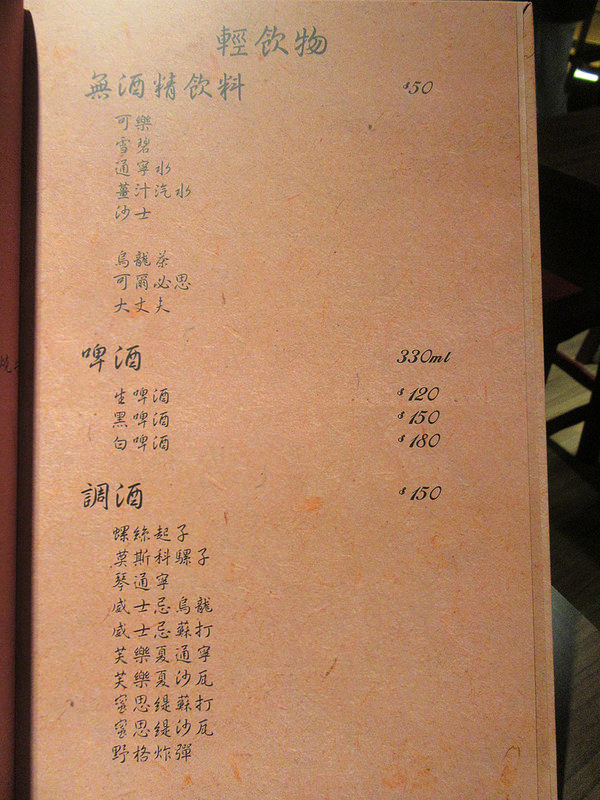 輕飲物
無酒精飲料 $50
可樂
雪碧
通寧水
薑汁汽水
沙士
烏龍茶
可爾必思
大丈夫
啤酒 330ml
生啤酒 $120
黑啤酒 $150
白啤酒 $180
調酒 $150
螺絲起子
莫斯科騾子
琴通寧
威士忌烏龍
威士忌蘇打
芙樂夏通寧
芙樂夏沙瓦
蜜思緹蘇打
蜜思緹沙瓦
野格炸彈